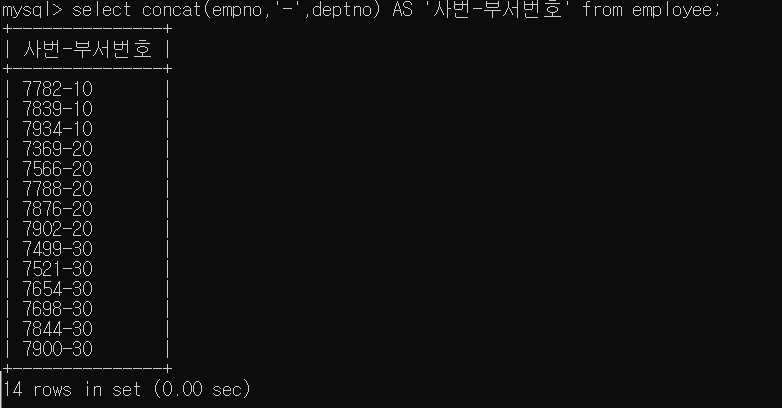 mysql> select concat(empno,'-',deptno) AS '사번-부서번호' from employee;
+---------------+
| 사번-부서번호 |
+---------------+
| 7782-10       |
| 7839-10       |
| 7934-10       |
| 7369-20       |
| 7566-20       |
| 7788-20       |
| 7876-20       |
| 7902-20       |
| 7499-30       |
| 7521-30       |
| 7654-30       |
| 7698-30       |
| 7844-30       |
| 7900-30       |
+---------------+
14 rows in set (0.00 sec)